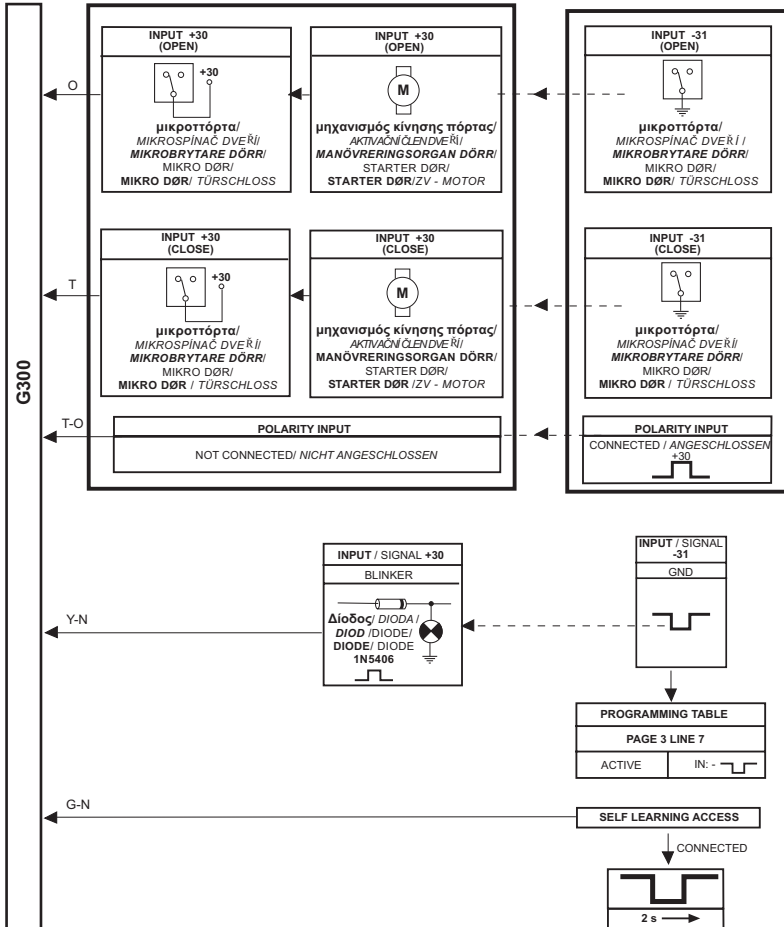 G300
O
INPUT +30
(OPEN)
+30
μικροττόρτα/
MIKROSPÍNAČ DVEŘÍ/
MIKROBRYTARE DÖRR/
MIKRO DØR/
MIKRO DØR/ TÜRSCHLOSS
INPUT +30
(OPEN)
M
μηχανισμός κίνησης πόρτας/
AKTIVAČNÍ ČLEN DVEŘÍ/
MANÖVRERINGSORGAN DÖRR/
STARTER DØR/
STARTER DØR/ZV - MOTOR
INPUT -31
(OPEN)
μικροττόρτα/
MIKROSPÍNAČ DVEŘÍ /
MIKROBRYTARE DÖRR/
MIKRO DØR/
MIKRO DØR/ TÜRSCHLOSS
T
INPUT +30
(CLOSE)
+30
μικροττόρτα/
MIKROSPÍNAČ DVEŘÍ/
MIKROBRYTARE DÖRR/
MIKRO DØR/
MIKRO DØR / TÜRSCHLOSS
INPUT +30
(CLOSE)
M
μηχανισμός κίνησης πόρτας/
AKTIVAČNÍ ČLEN DVEŘÍ/
MANÖVRERINGSORGAN DÖRR/
STARTER DØR/
STARTER DØR /ZV - MOTOR
INPUT -31
(CLOSE)
μικροττόρτα/
MIKROSPÍNAČ DVEŘÍ/
MIKROBRYTARE DÖRR/
MIKRO DØR/
MIKRO DØR/ TÜRSCHLOSS
T-O
POLARITY INPUT
NOT CONNECTED/ NICHT ANGESCHLOSSEN
POLARITY INPUT
CONNECTED / ANGESCHLOSSEN
+30
Y-N
INPUT / SIGNAL +30
BLINKER
Δίοδος/ DIODA /
DIOD /DIODE/
DIODE/ DIODE
1N5406
INPUT / SIGNAL
-31
GND
PROGRAMMING TABLE
PAGE 3 LINE 7
ACTIVE
IN: -
G-N
SELF LEARNING ACCESS
CONNECTED
2 s